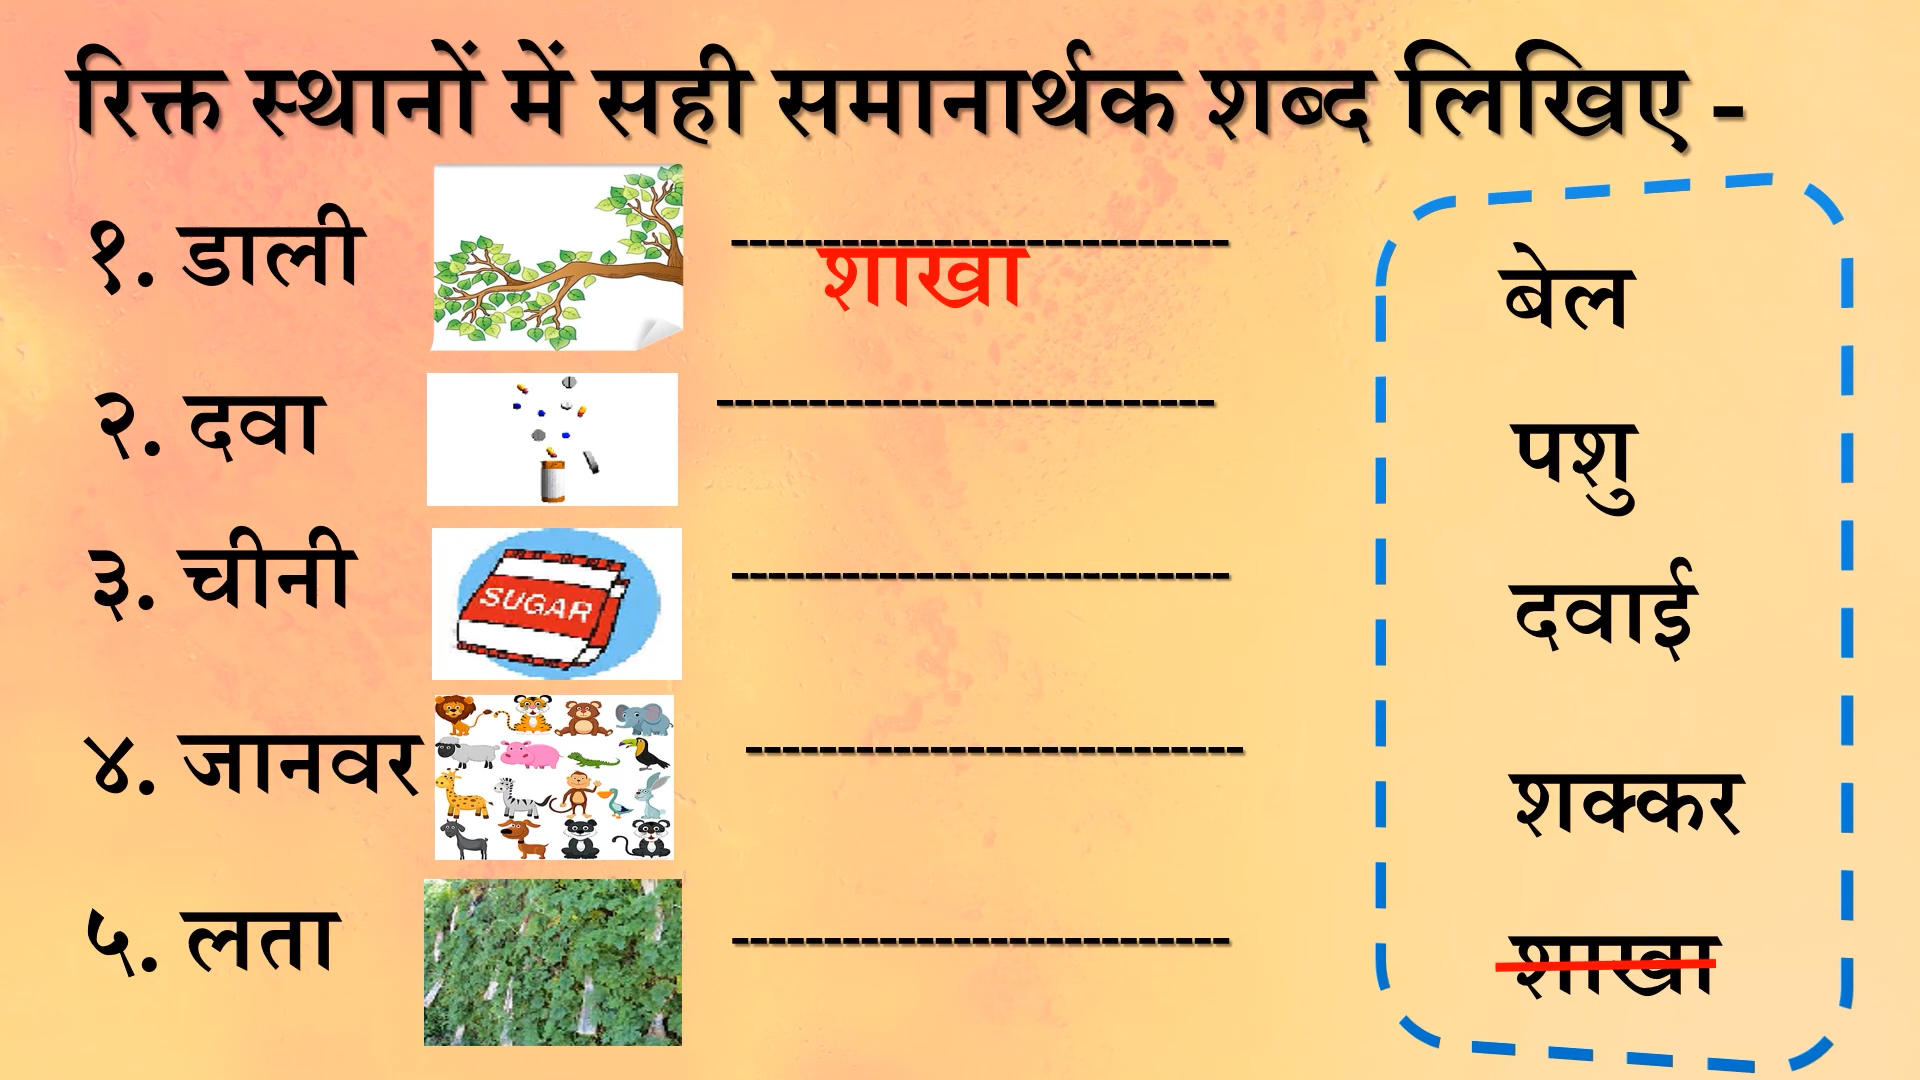 रिक्त स्थानों में सही समानार्थक शब्द लिखिए -
१. डाली ---------------------------
शाखा
२. दवा ---------------------------
३. चीनी ---------------------------
SUGAR
४. जानवर ---------------------------
५. लता ---------------------------
बेल
पशु
दवाई
शक्कर
शाखा